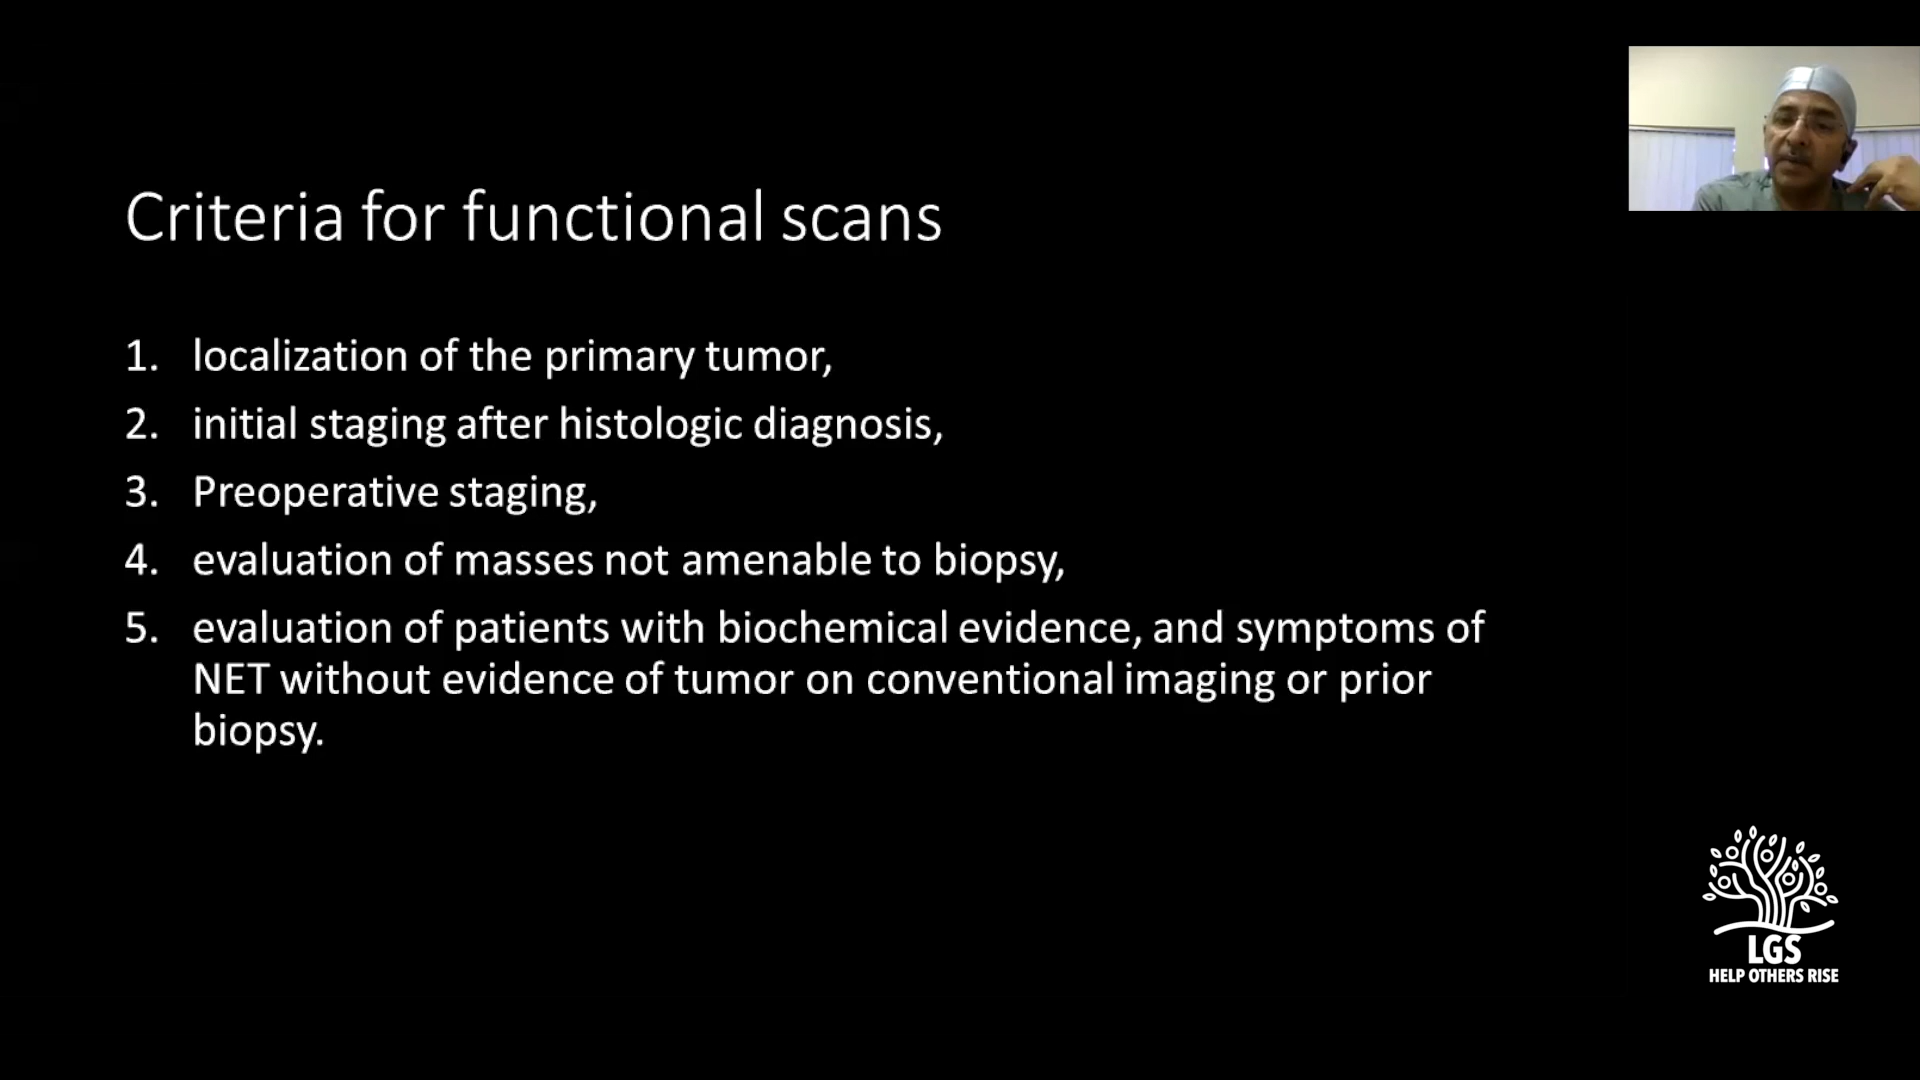 Criteria for functional scans
1. localization of the primary tumor,
2. initial staging after histologic diagnosis,
3. Preoperative staging,
4. evaluation of masses not amenable to biopsy,
5. evaluation of patients with biochemical evidence, and symptoms of
NET without evidence of tumor on conventional imaging or prior
biopsy.
LGS
HELP OTHERS RISE